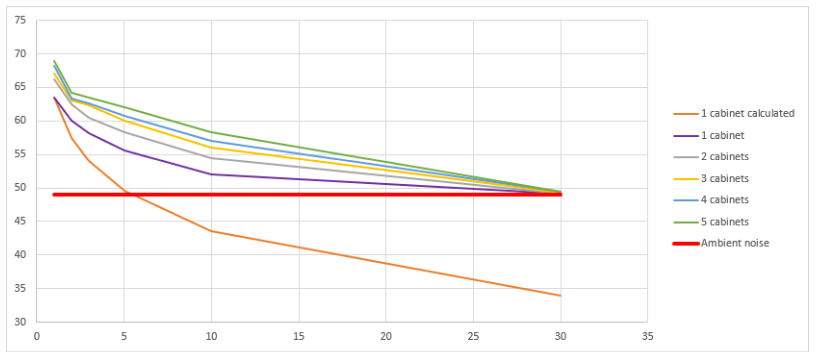 75
70
65
60
55
50
45
40
35
30
0 5 10 15 20 25 30 35
1 cabinet calculated
1 cabinet
2 cabinets
3 cabinets
4 cabinets
5 cabinets
Ambient noise